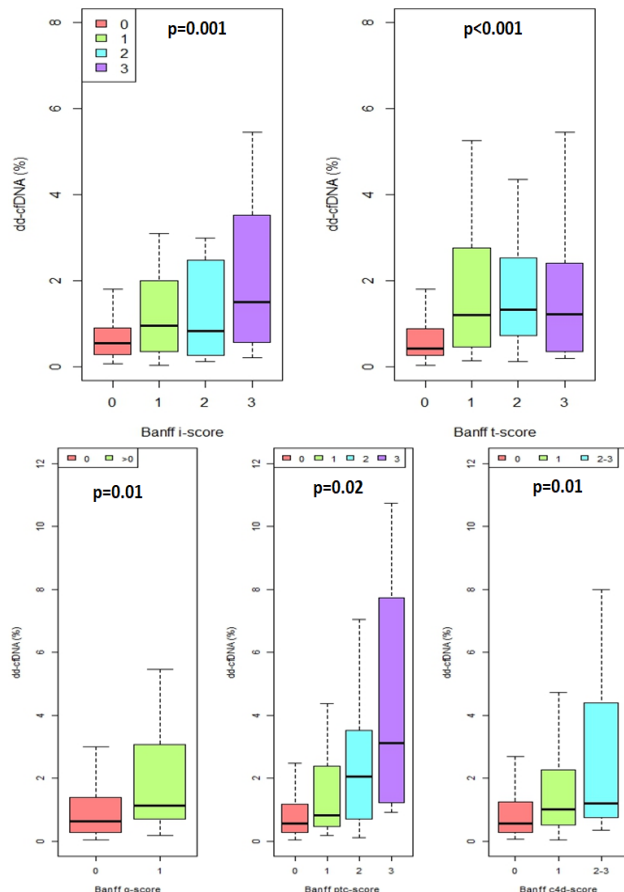 0
1
2
3
p=0.001
dd-cfDNA (%)
0 2 4 6 8
0 1 2 3
Banff i-score
p<0.001
dd-cfDNA (%)
0 2 4 6 8
0 1 2 3
Banff t-score
0 >0
p=0.01
dd-cfDNA (%)
0 2 4 6 8 10 12
0 1
Banff g-score
0 1 2 3
p=0.02
dd-cfDNA (%)
0 2 4 6 8 10 12
0 1 2 3
Banff ptc-score
0 1 2-3
p=0.01
dd-cfDNA (%)
0 2 4 6 8 10 12
0 1 2-3
Banff c4d-score